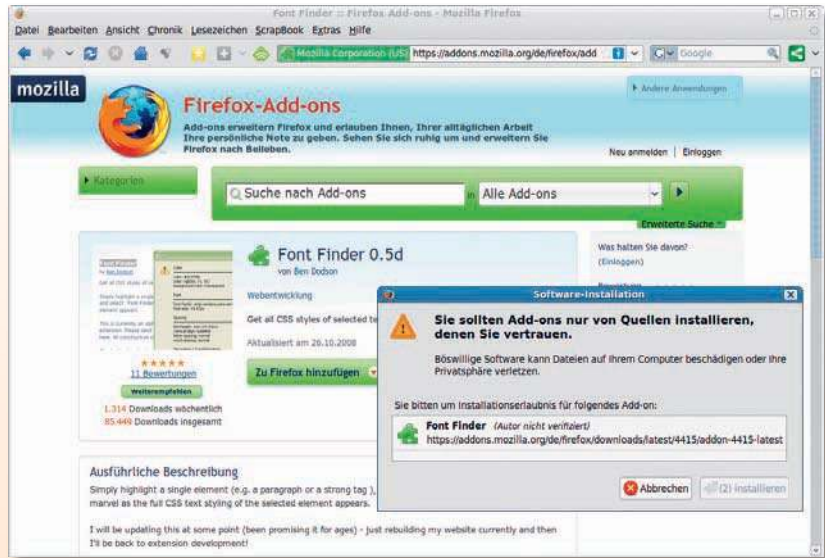 Font Finder :: Firefox Add-ons - Mozilla Firefox
Datei Bearbeiten Ansicht Chronik Lesezeichen ScrapBook Extras Hilfe
Mozilla Corporation (US) https://addons.mozilla.org/de/firefox/add Google
mozilla
Andere Anwendungen
Firefox-Add-ons
Add-ons erweitern Firefox und erlauben Ihnen, Ihrer alltäglichen Arbeit
Ihre persönliche Note zu geben. Sehen Sie sich ruhig um und erweitern Sie
Firefox nach Belieben.
Neu anmelden | Einloggen
Kategorien
Suche nach Add-ons in Alle Add-ons
Erweiterte Suche
Font Finder 0.5d
von Ben Dodson
Webentwicklung
Get all CSS styles of selected te
Aktualisiert am 26.10.2008
Zu Firefox hinzufügen
11 Bewertungen
Weiterempfehlen
1.314 Downloads wöchentlich
85.449 Downloads insgesamt
Was halten Sie davon?
(Einloggen)
Software-Installation
Sie sollten Add-ons nur von Quellen installieren,
denen Sie vertrauen.
Böswillige Software kann Dateien auf Ihrem Computer beschädigen oder Ihre
Privatsphäre verletzen.
Sie bitten um Installationserlaubnis für folgendes Add-on:
Font Finder (Autor nicht verifiziert)
https://addons.mozilla.org/de/firefox/downloads/latest/4415/addon-4415-latest
Abbrechen (2) installieren
Ausführliche Beschreibung
Simply highlight a single element (e.g. a paragraph or a strong tag ),
marvel as the full CSS text styling of the selected element appears.
I will be updating this at some point (been promising it for ages) - just rebuilding my website currently and then
I'll be back to extension development!